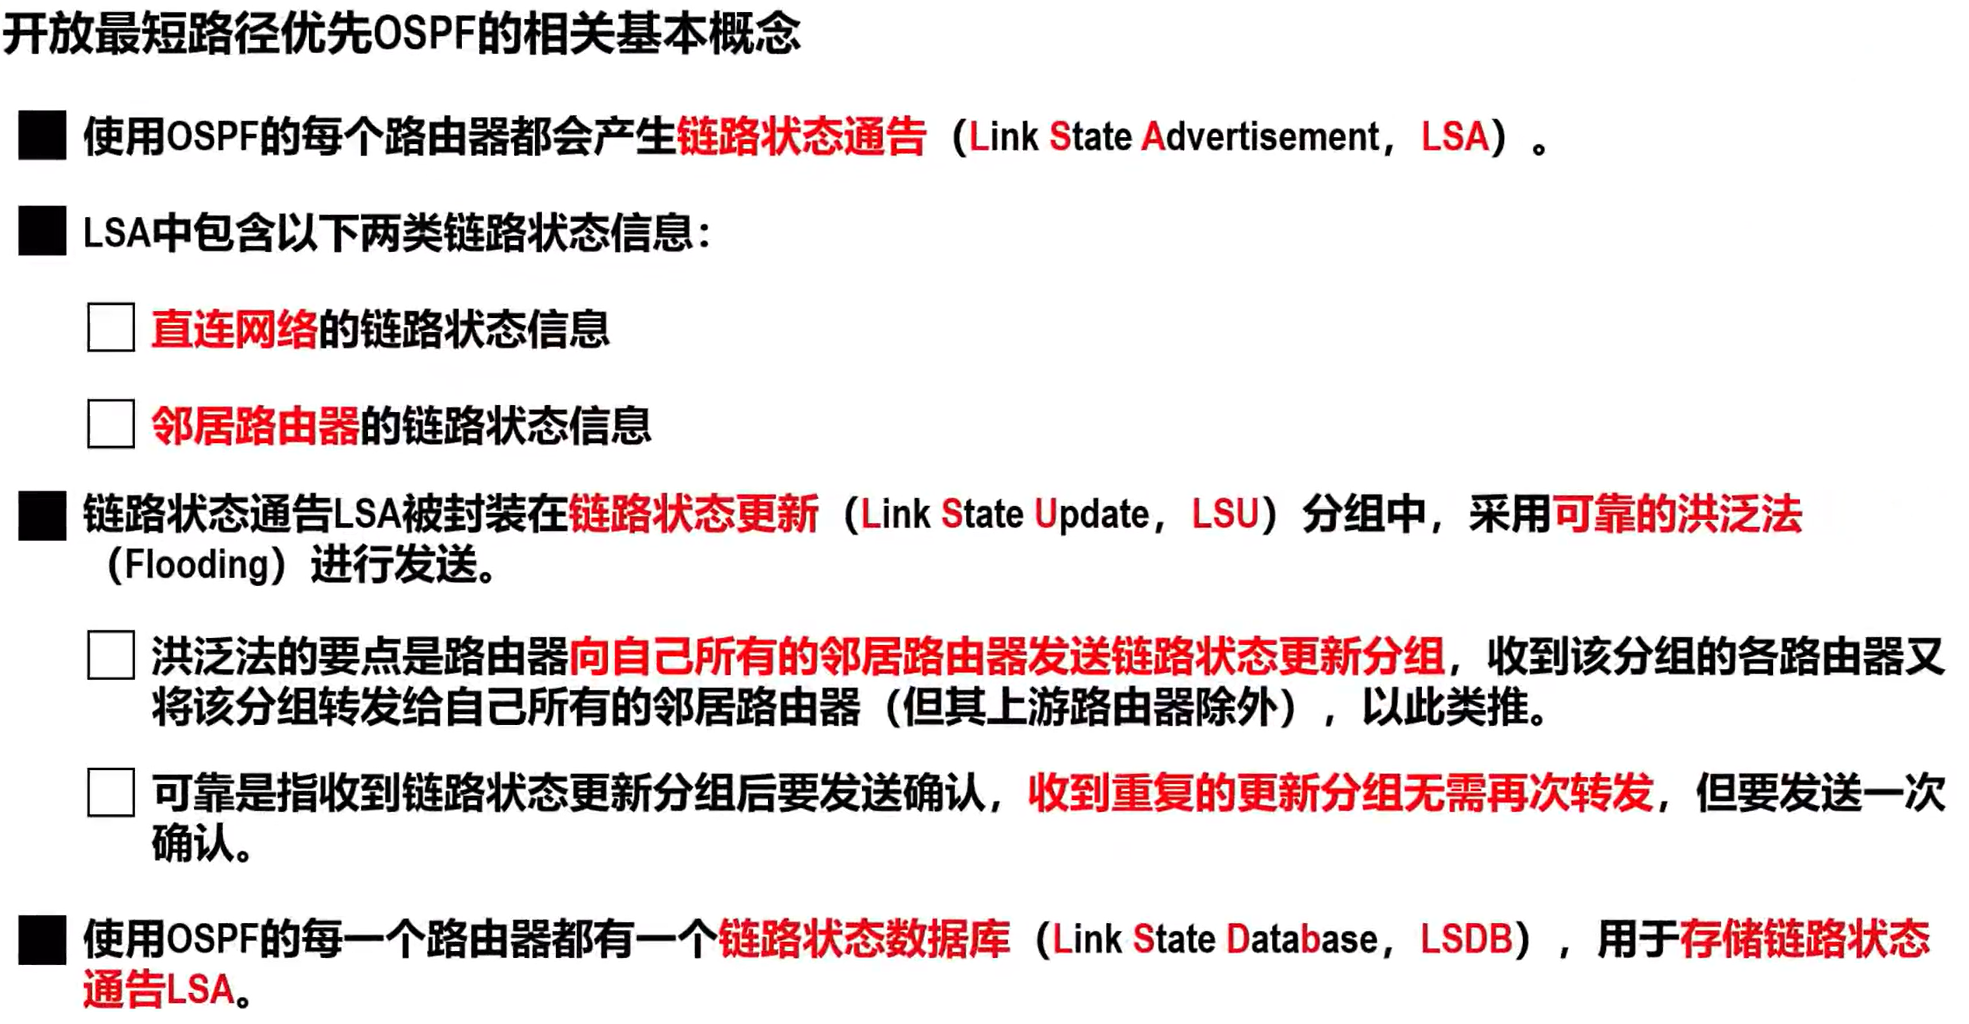 开放最短路径优先OSPF的相关基本概念
使用OSPF的每个路由器都会产生链路状态通告（Link State Advertisement，LSA）。
LSA中包含以下两类链路状态信息：
直连网络的链路状态信息
邻居路由器的链路状态信息
链路状态通告LSA被封装在链路状态更新（Link State Update，LSU）分组中，采用可靠的洪泛法
（Flooding）进行发送。
洪泛法的要点是路由器向自己所有的邻居路由器发送链路状态更新分组，收到该分组的各路由器又
将该分组转发给自己所有的邻居路由器（但其上游路由器除外），以此类推。
可靠是指收到链路状态更新分组后要发送确认，收到重复的更新分组无需再次转发，但要发送一次
确认。
使用OSPF的每一个路由器都有一个链路状态数据库（Link State Database，LSDB），用于存储链路状态
通告LSA。